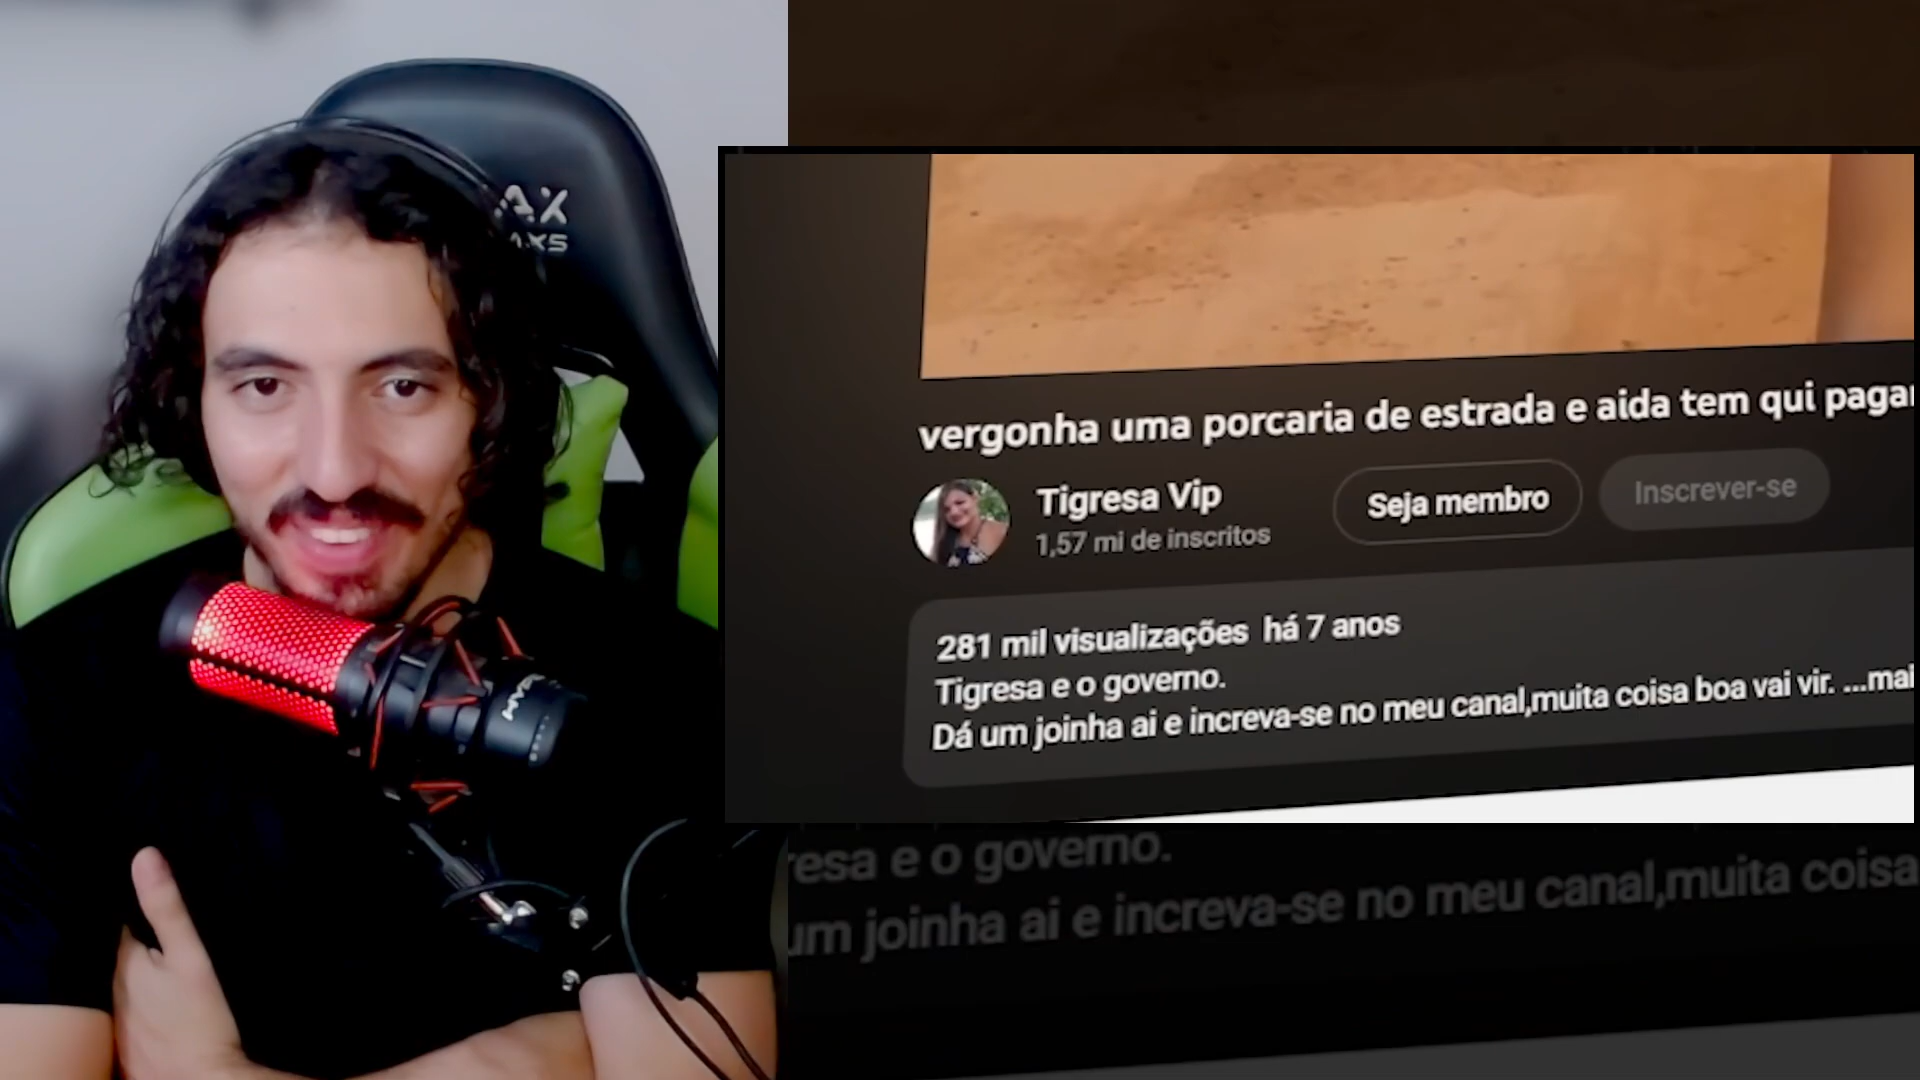 AX
AXS
vergonha uma porcaria de estrada e aida tem qui pagar
Tigresa Vip
1,57 mi de inscritos
Seja membro
Inscrever-se
281 mil visualizações há 7 anos
Tigresa e o governo.
Dá um joinha ai e increva-se no meu canal,muita coisa boa vai vir. ...mai
resa e o governo.
um joinha ai e increva-se no meu canal,muita coisa